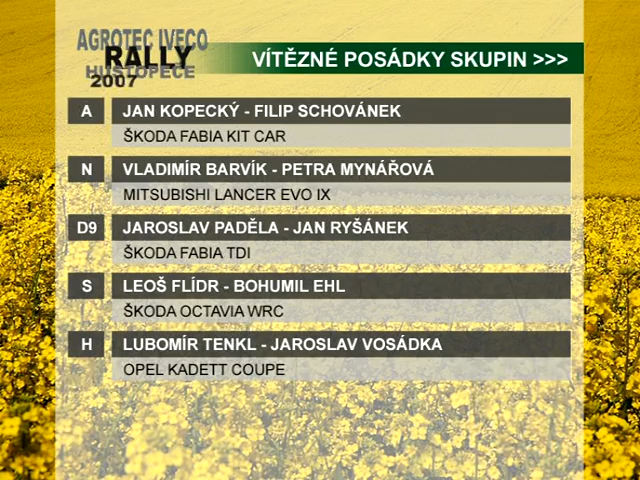 AGROTEC IVECO
RALLY
HUSTOPEČE
2007
VÍTĚZNÉ POSÁDKY SKUPIN >>>
A JAN KOPECKÝ - FILIP SCHOVÁNEK
ŠKODA FABIA KIT CAR
N VLADIMÍR BARVÍK - PETRA MYNÁŘOVÁ
MITSUBISHI LANCER EVO IX
D9 JAROSLAV PADĚLA - JAN RYŠÁNEK
ŠKODA FABIA TDI
S LEOŠ FLÍDR - BOHUMIL EHL
ŠKODA OCTAVIA WRC
H LUBOMÍR TENKL - JAROSLAV VOSÁDKA
OPEL KADETT COUPE